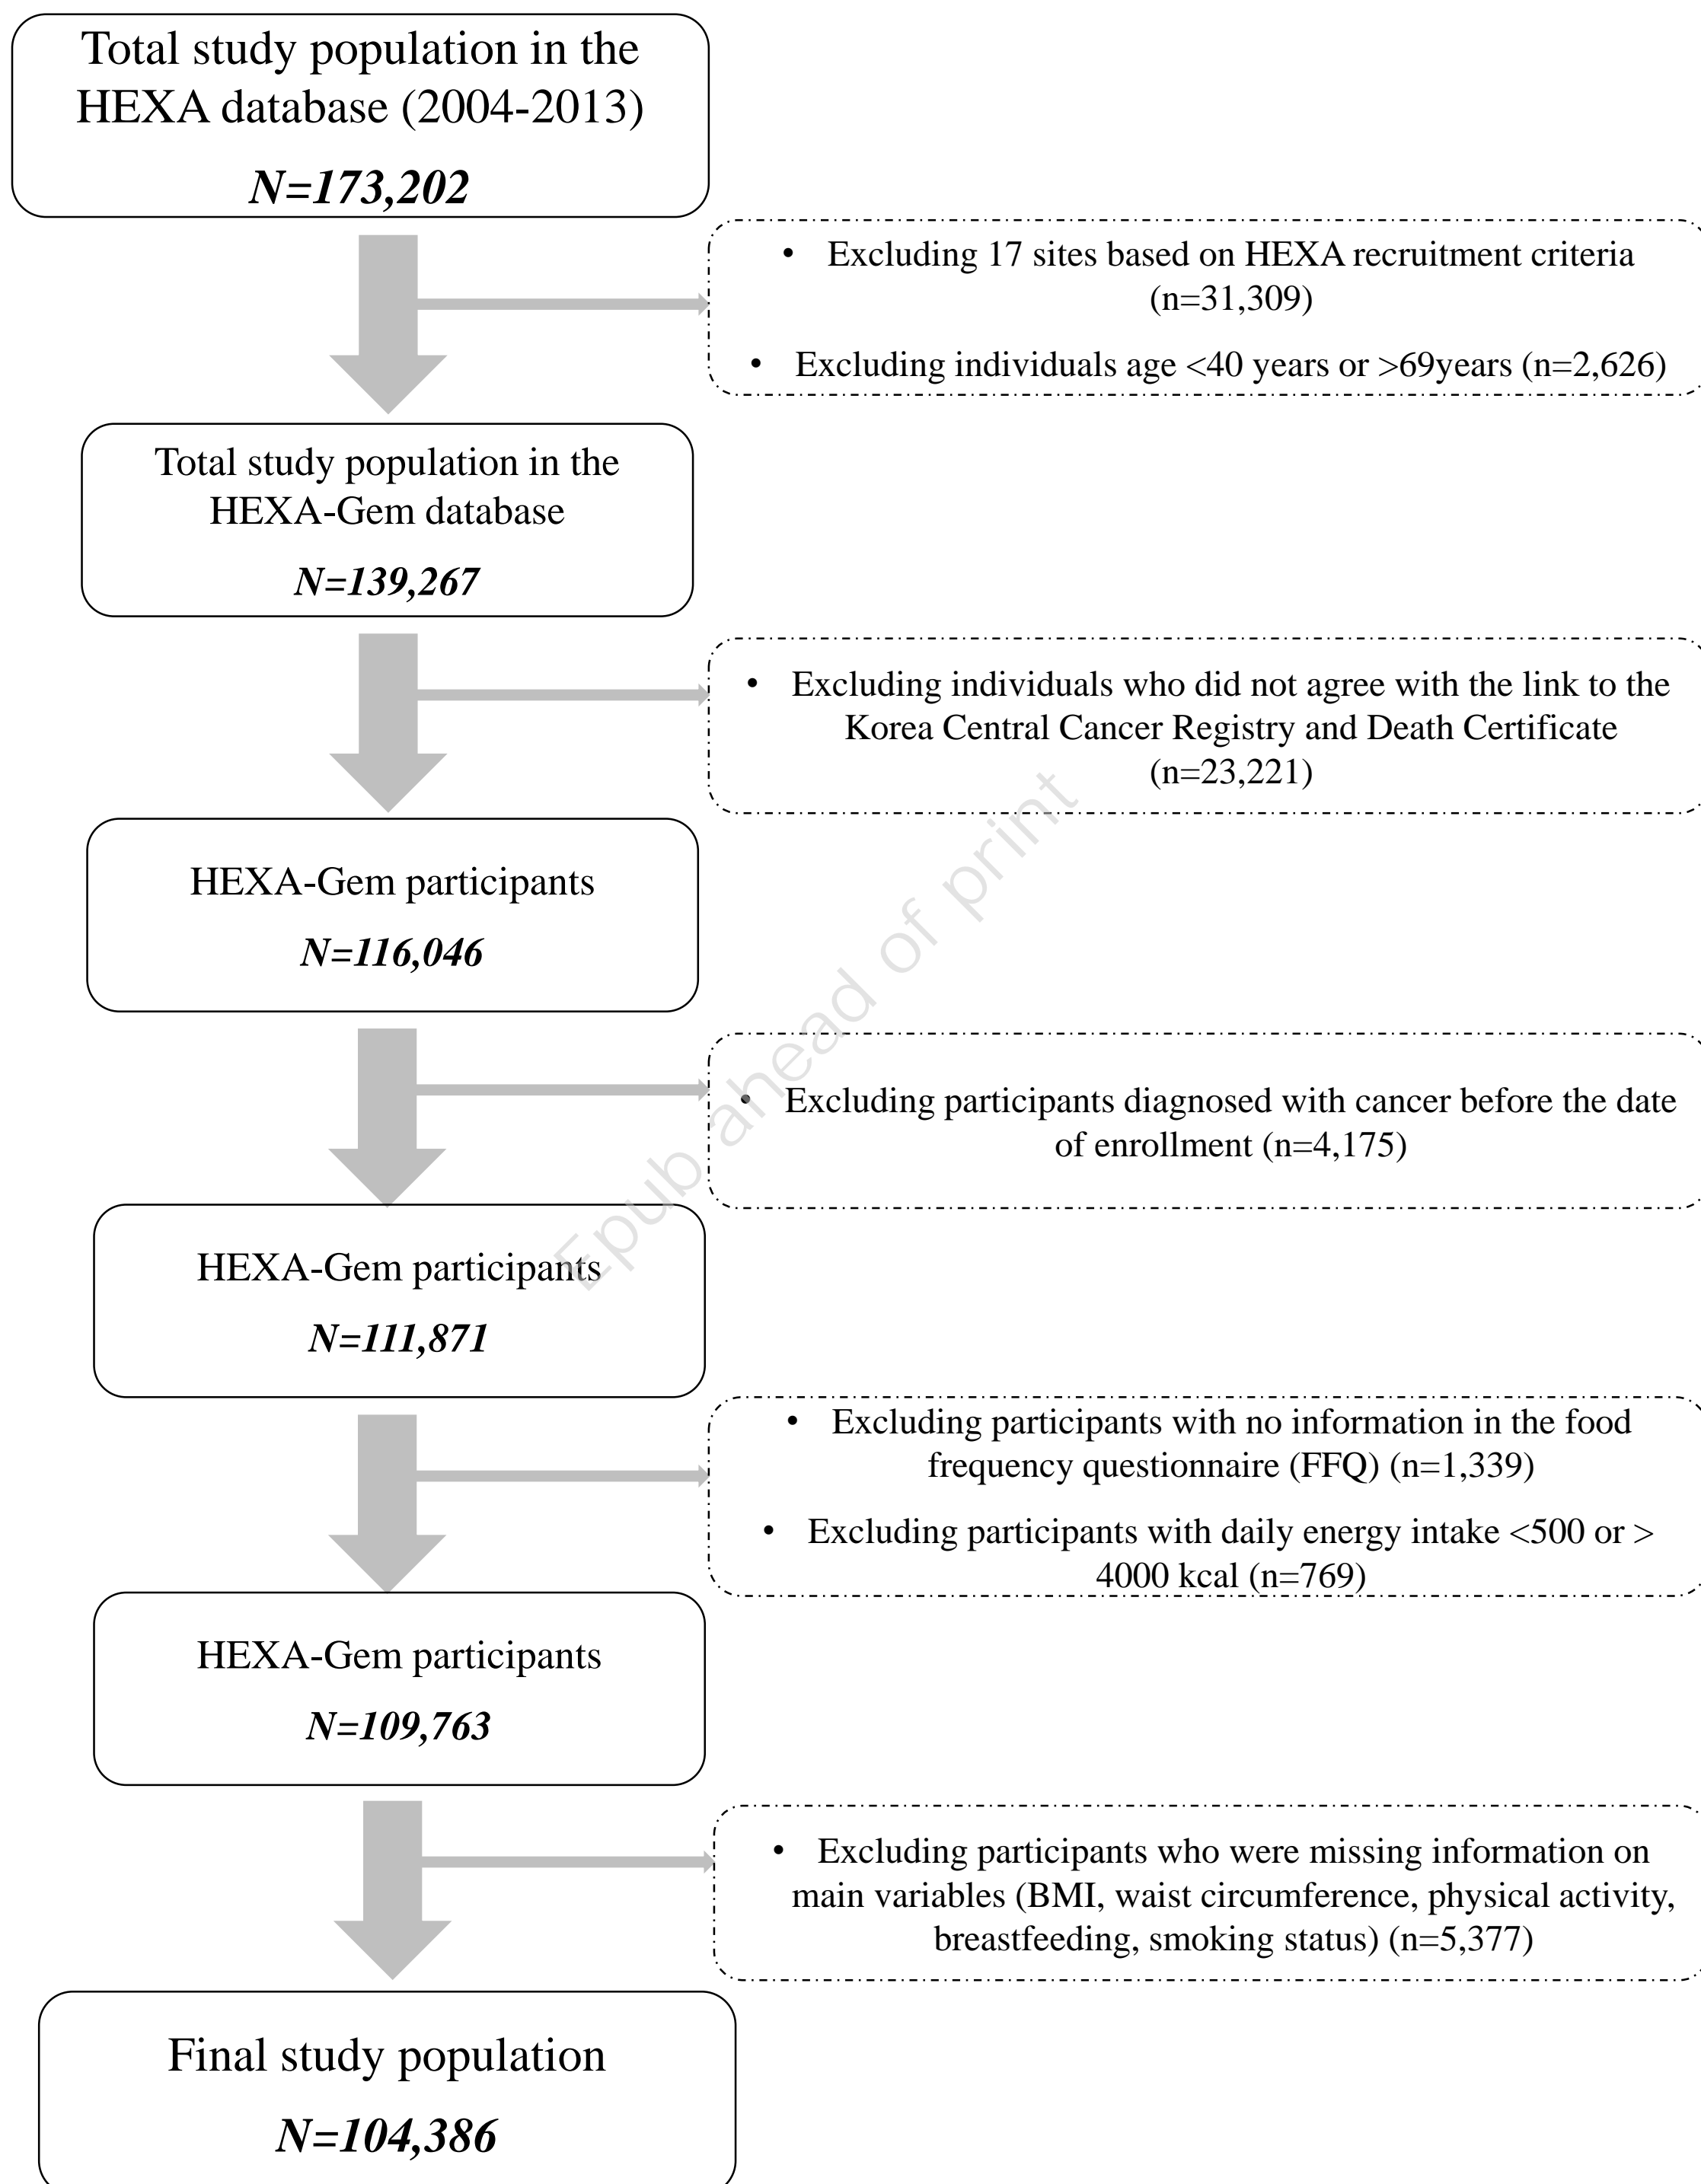 Total study population in the
HEXA database (2004-2013)
N=173,202
• Excluding 17 sites based on HEXA recruitment criteria
(n=31,309)
• Excluding individuals age <40 years or >69years (n=2,626)
Total study population in the
HEXA-Gem database
N=139,267
• Excluding individuals who did not agree with the link to the
Korea Central Cancer Registry and Death Certificate
(n=23,221)
HEXA-Gem participants
N=116,046
• Excluding participants diagnosed with cancer before the date
of enrollment (n=4,175)
HEXA-Gem participants
N=111,871
• Excluding participants with no information in the food
frequency questionnaire (FFQ) (n=1,339)
• Excluding participants with daily energy intake <500 or >
4000 kcal (n=769)
HEXA-Gem participants
N=109,763
• Excluding participants who were missing information on
main variables (BMI, waist circumference, physical activity,
breastfeeding, smoking status) (n=5,377)
Final study population
N=104,386
Epub ahead of print